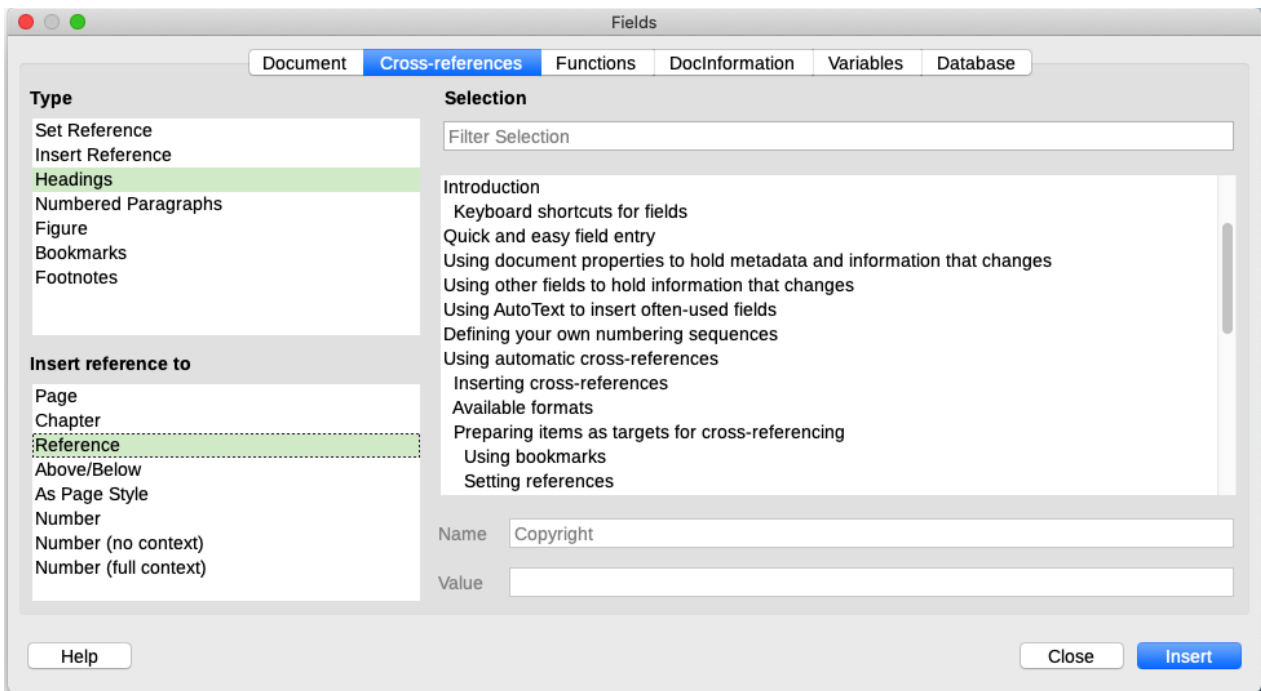 Fields
Document Cross-references Functions DocInformation Variables Database
Type
Set Reference
Insert Reference
Headings
Numbered Paragraphs
Figure
Bookmarks
Footnotes
Insert reference to
Page
Chapter
Reference
Above/Below
As Page Style
Number
Number (no context)
Number (full context)
Selection
Filter Selection
Introduction
Keyboard shortcuts for fields
Quick and easy field entry
Using document properties to hold metadata and information that changes
Using other fields to hold information that changes
Using AutoText to insert often-used fields
Defining your own numbering sequences
Using automatic cross-references
Inserting cross-references
Available formats
Preparing items as targets for cross-referencing
Using bookmarks
Setting references
Name Copyright
Value
Help Close Insert